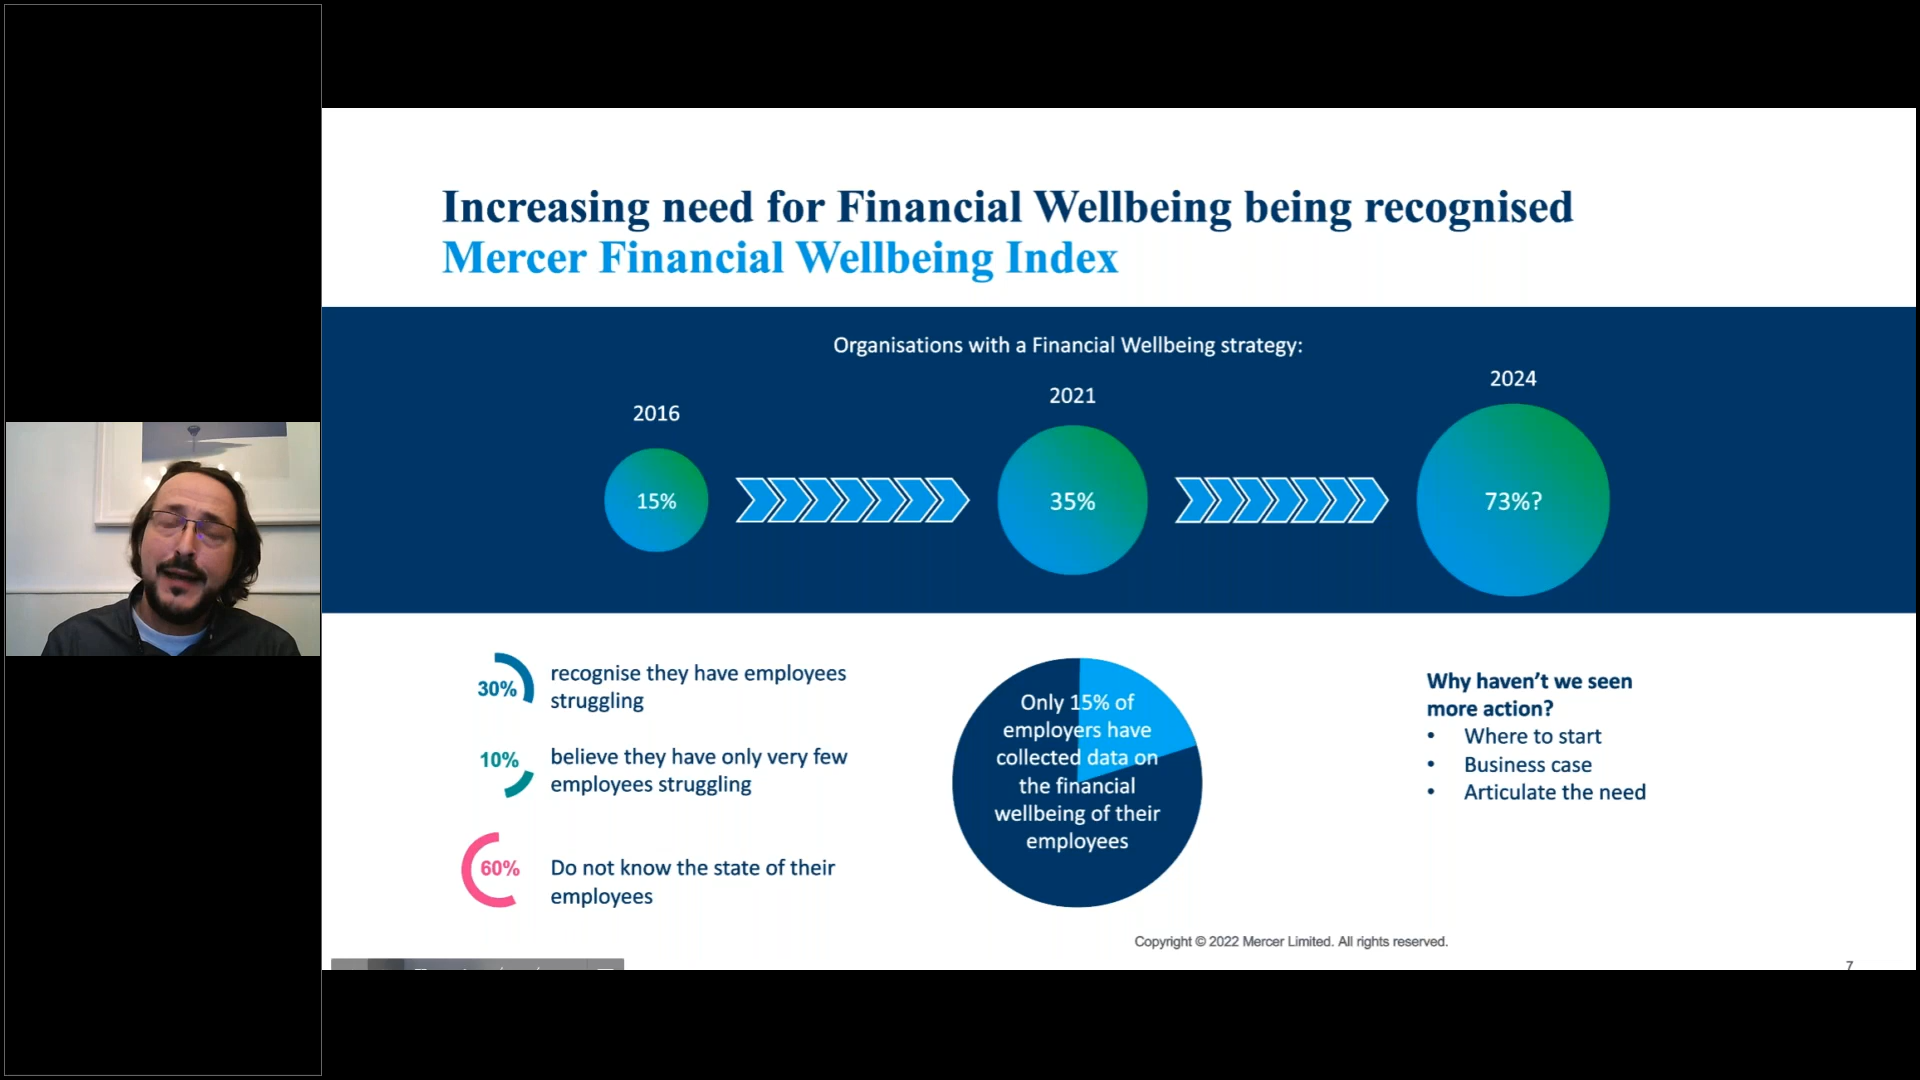 Increasing need for Financial Wellbeing being recognised
Mercer Financial Wellbeing Index
Organisations with a Financial Wellbeing strategy:
2016
2021
2024
15%
35%
73%?
30%
recognise they have employees
struggling
10%
believe they have only very few
employees struggling
60%
Do not know the state of their
employees
Only 15% of
employers have
collected data on
the financial
wellbeing of their
employees
Why haven’t we seen
more action?
• Where to start
• Business case
• Articulate the need
Copyright © 2022 Mercer Limited. All rights reserved.
7